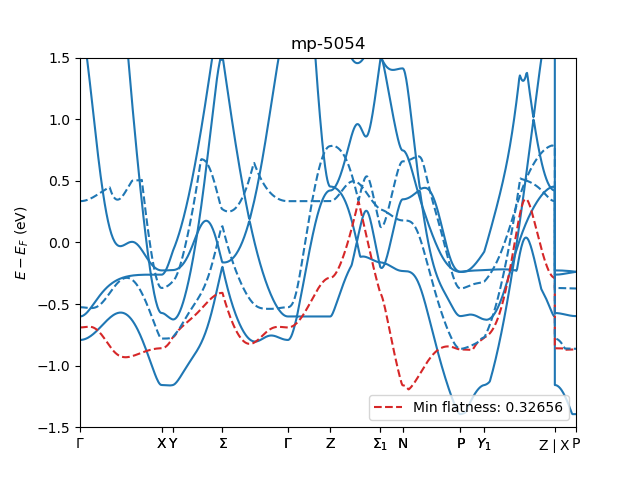 mp-5054
E − E_F (eV)
1.5
1.0
0.5
0.0
−0.5
−1.0
−1.5
Min flatness: 0.32656
Γ X Y Σ Γ Z Σ₁ N P Y₁ Z | X P